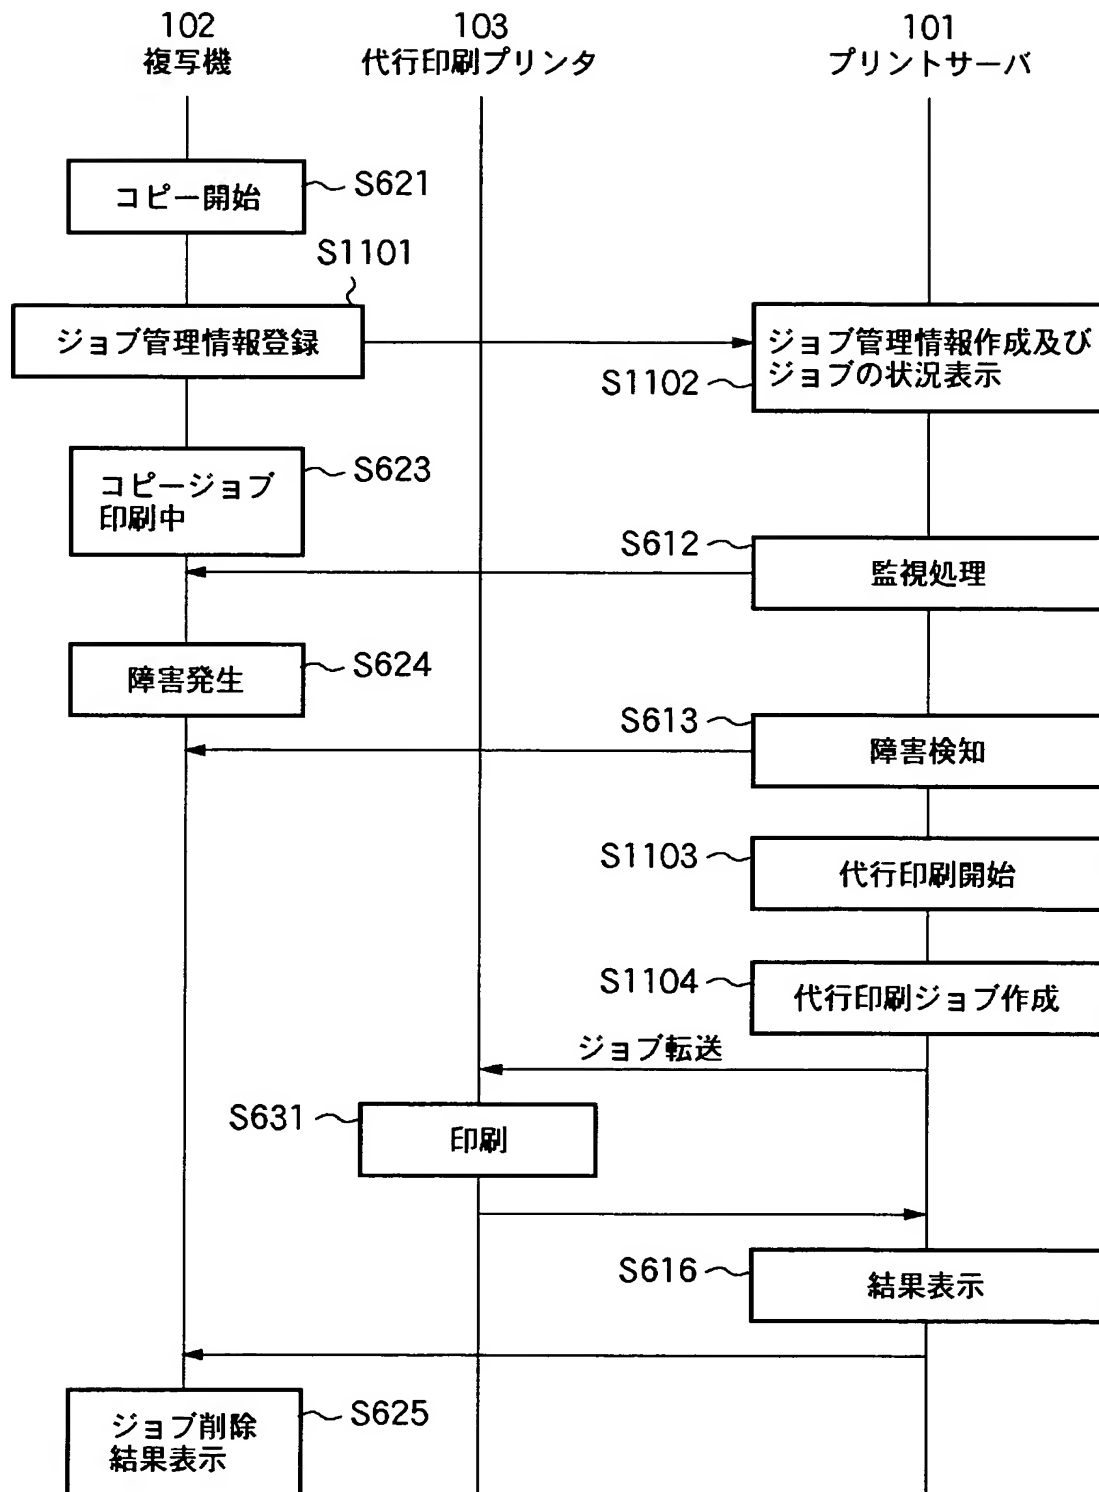 102
複写機
103
代行印刷プリンタ
101
プリントサーバ
コピー開始
S621
S1101
ジョブ管理情報登録
ジョブ管理情報作成及び
ジョブの状況表示
S1102
コピージョブ
印刷中
S623
S612
監視処理
障害発生
S624
S613
障害検知
S1103
代行印刷開始
S1104
代行印刷ジョブ作成
ジョブ転送
S631
印刷
S616
結果表示
ジョブ削除
結果表示
S625